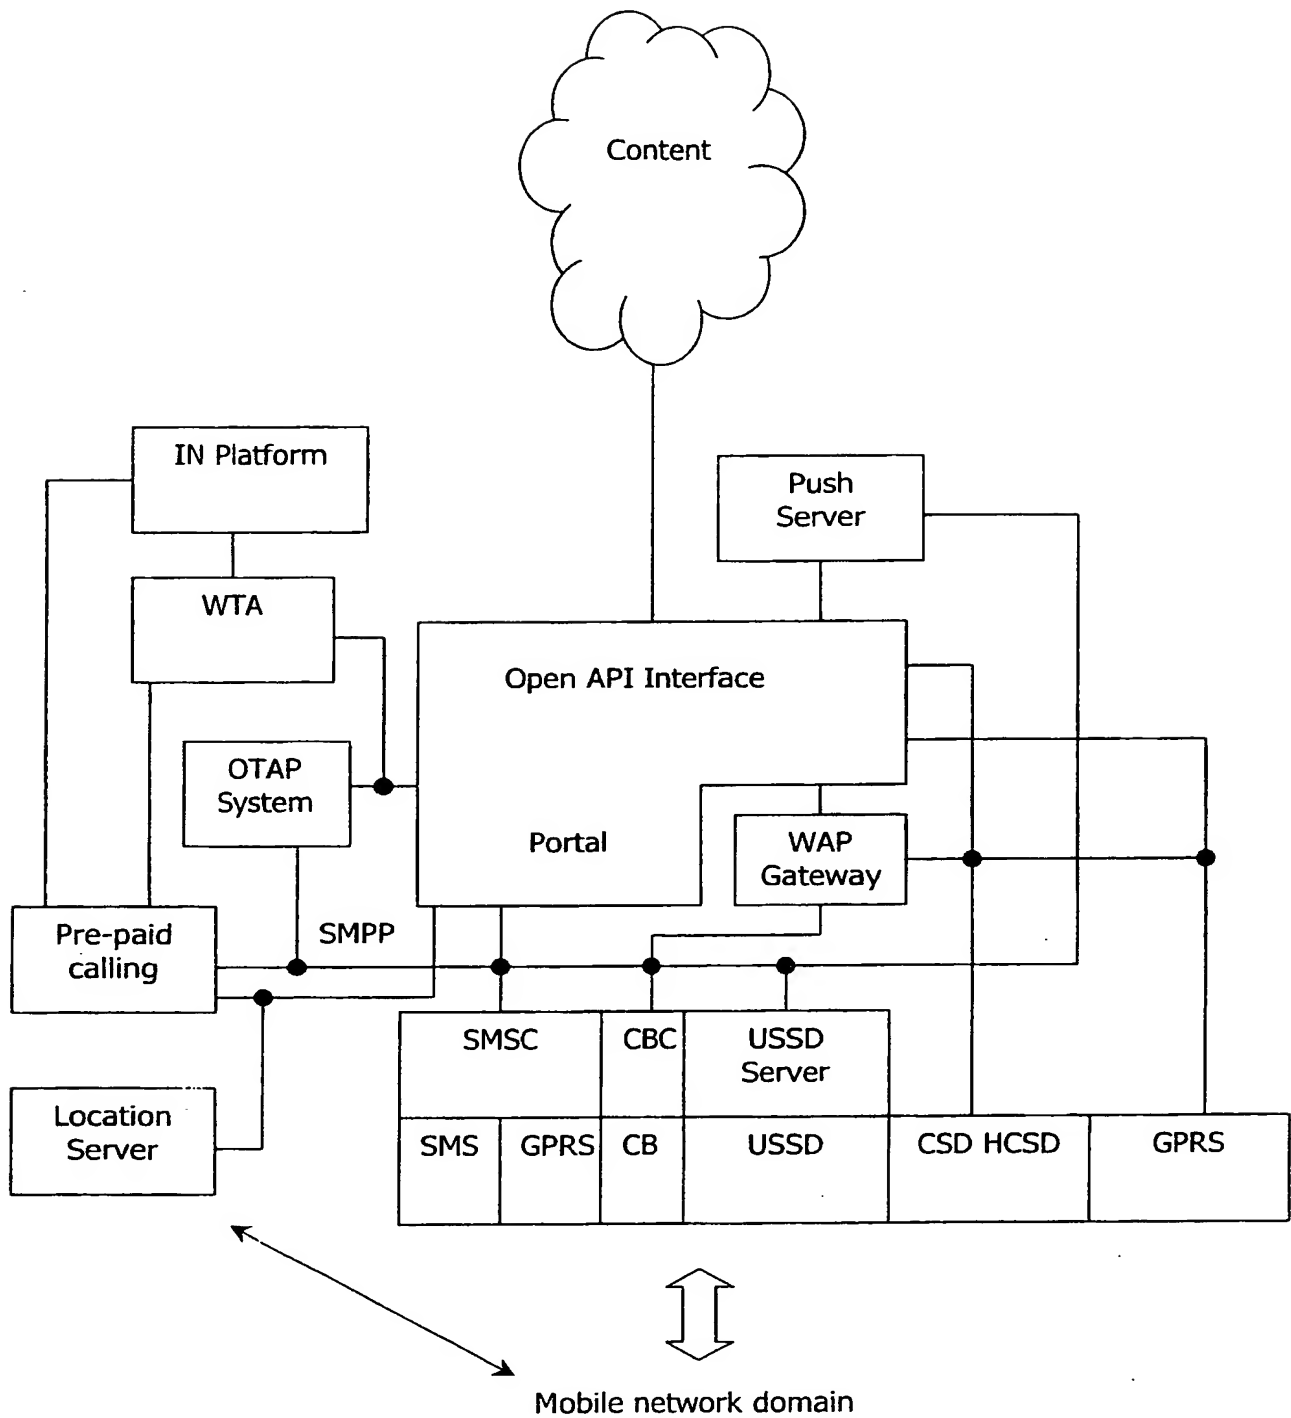 Content
IN Platform
Push
Server
WTA
Open API Interface
OTAP
System
Portal
WAP
Gateway
Pre-paid
calling
SMPP
SMSC
CBC
USSD
Server
Location
Server
SMS
GPRS
CB
USSD
CSD HCSD
GPRS
Mobile network domain